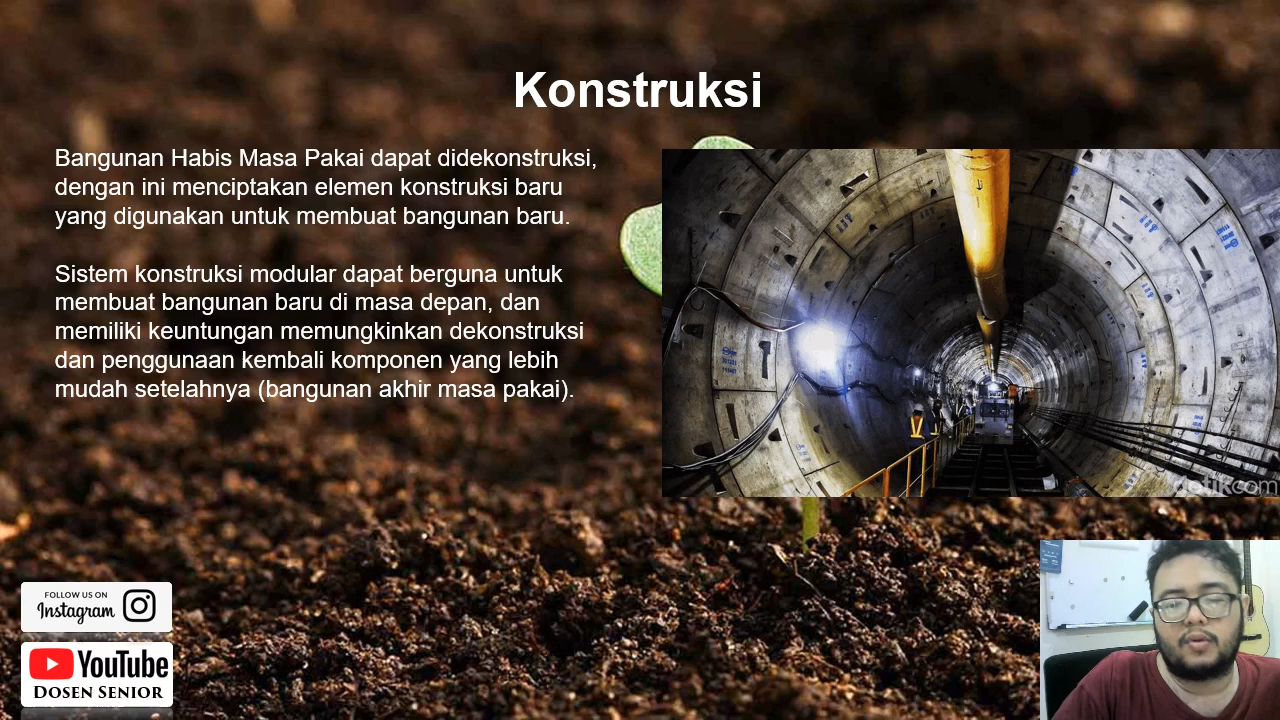 Konstruksi
Bangunan Habis Masa Pakai dapat didekonstruksi,
dengan ini menciptakan elemen konstruksi baru
yang digunakan untuk membuat bangunan baru.
Sistem konstruksi modular dapat berguna untuk
membuat bangunan baru di masa depan, dan
memiliki keuntungan memungkinkan dekonstruksi
dan penggunaan kembali komponen yang lebih
mudah setelahnya (bangunan akhir masa pakai).
detikcom
FOLLOW US ON
Instagram
YouTube
DOSEN SENIOR